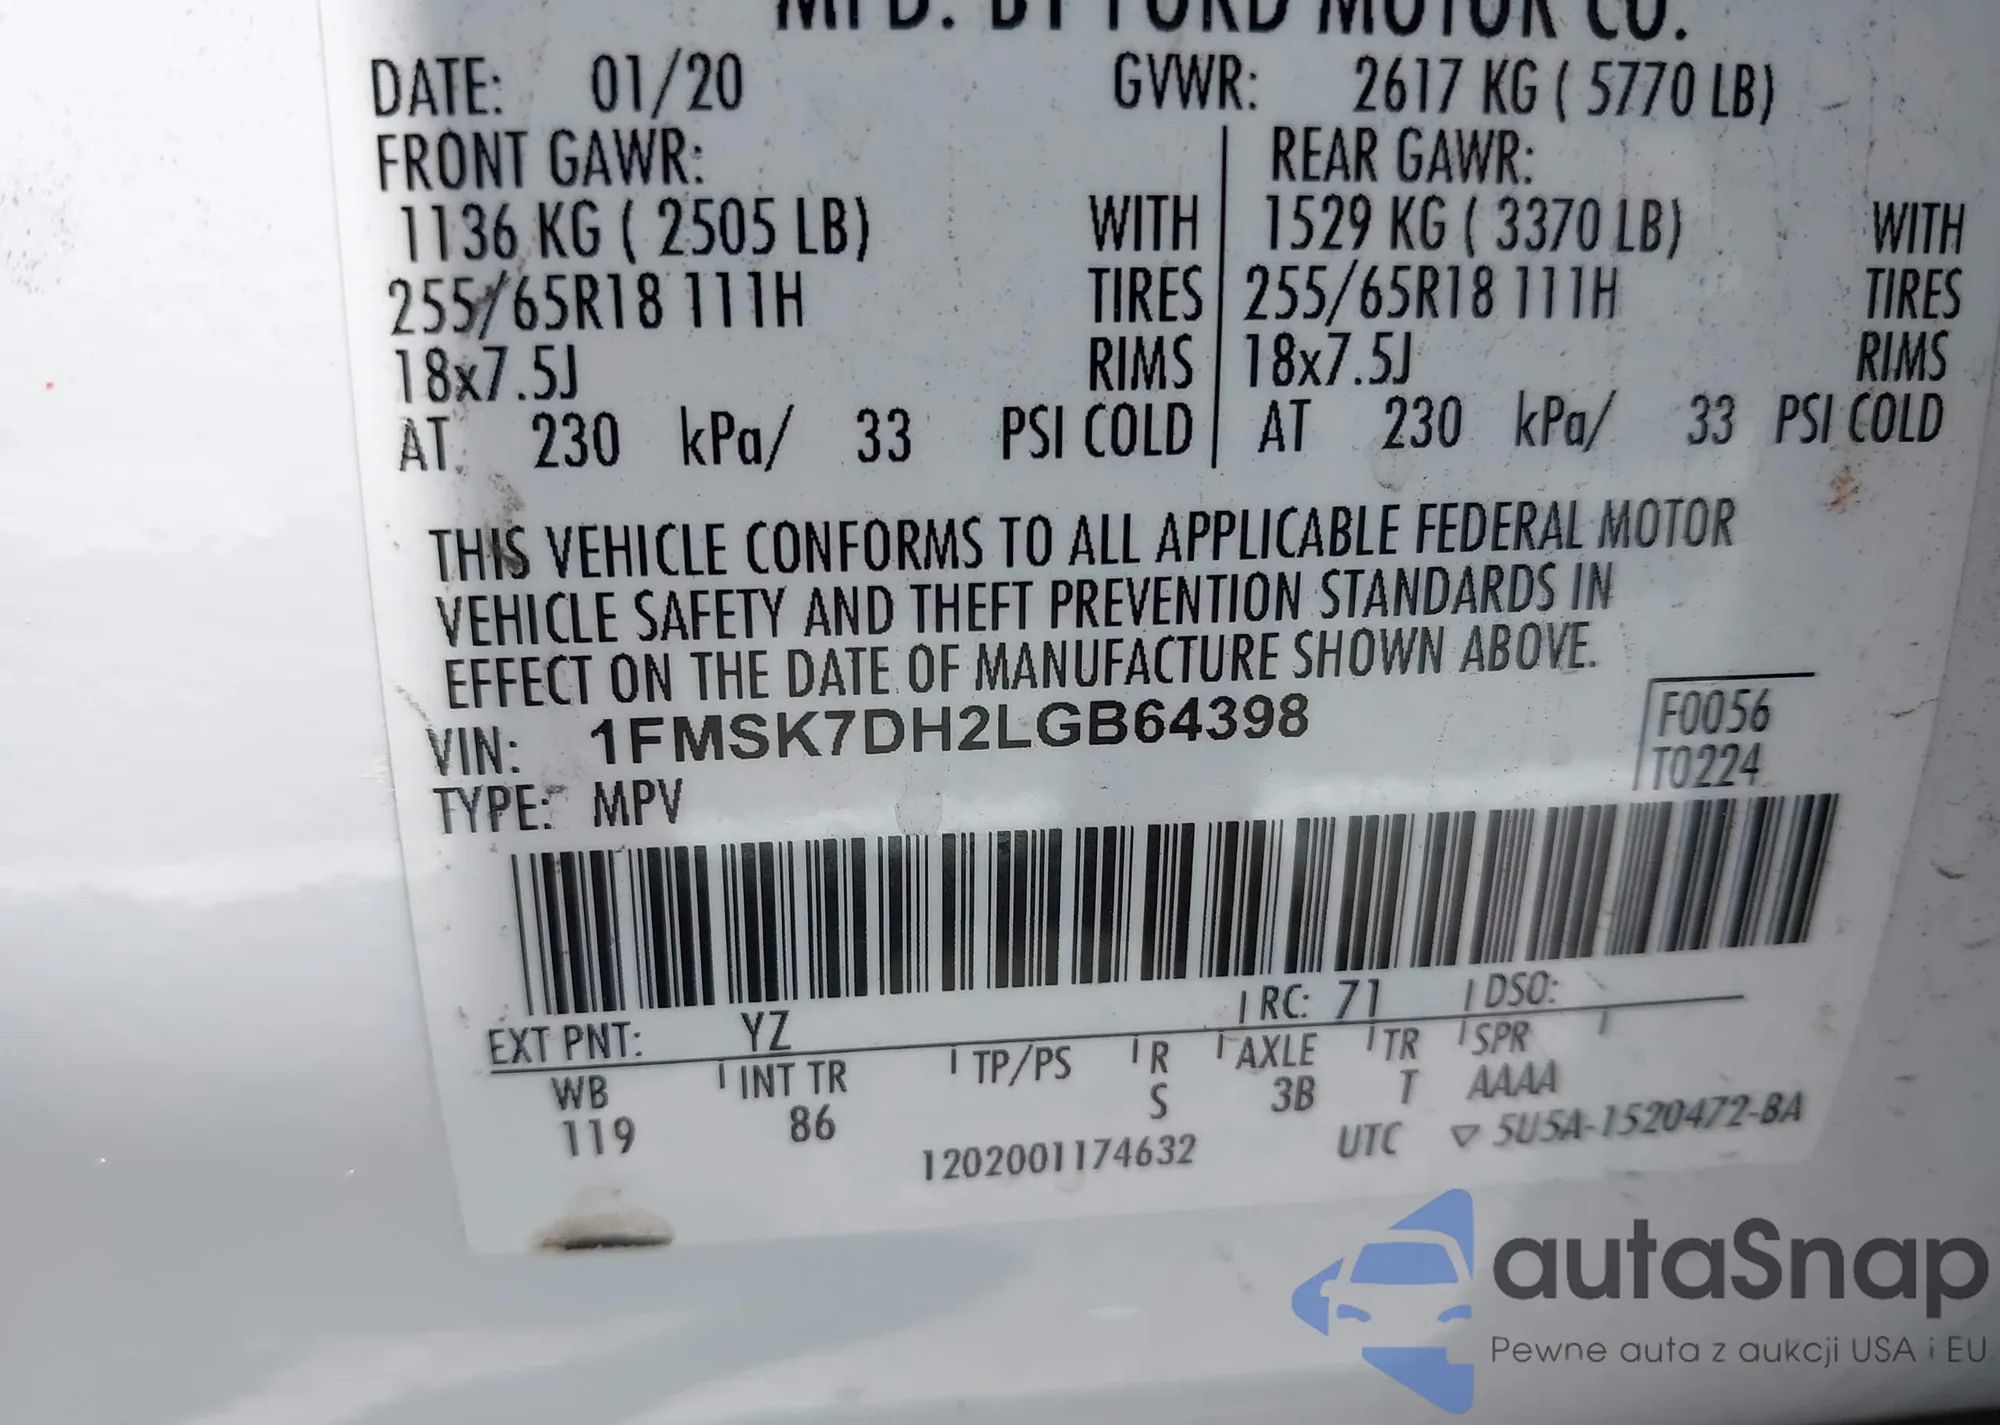 MFD. BY FORD MOTOR CO.
DATE: 01/20 GVWR: 2617 KG ( 5770 LB)
FRONT GAWR: REAR GAWR:
1136 KG ( 2505 LB) WITH 1529 KG ( 3370 LB) WITH
255/65R18 111H TIRES 255/65R18 111H TIRES
18x7.5J RIMS 18x7.5J RIMS
AT 230 kPa/ 33 PSI COLD AT 230 kPa/ 33 PSI COLD
THIS VEHICLE CONFORMS TO ALL APPLICABLE FEDERAL MOTOR
VEHICLE SAFETY AND THEFT PREVENTION STANDARDS IN
EFFECT ON THE DATE OF MANUFACTURE SHOWN ABOVE.
VIN: 1FMSK7DH2LGB64398 F0056
TYPE: MPV T0224
EXT PNT: YZ RC: 71 DSO:
WB INT TR TP/PS R AXLE TR SPR
119 86 S 3B T AAAA
1202001174632 UTC ▽ 5U5A-1520472-BA
autaSnap
Pewne auta z aukcji USA i EU